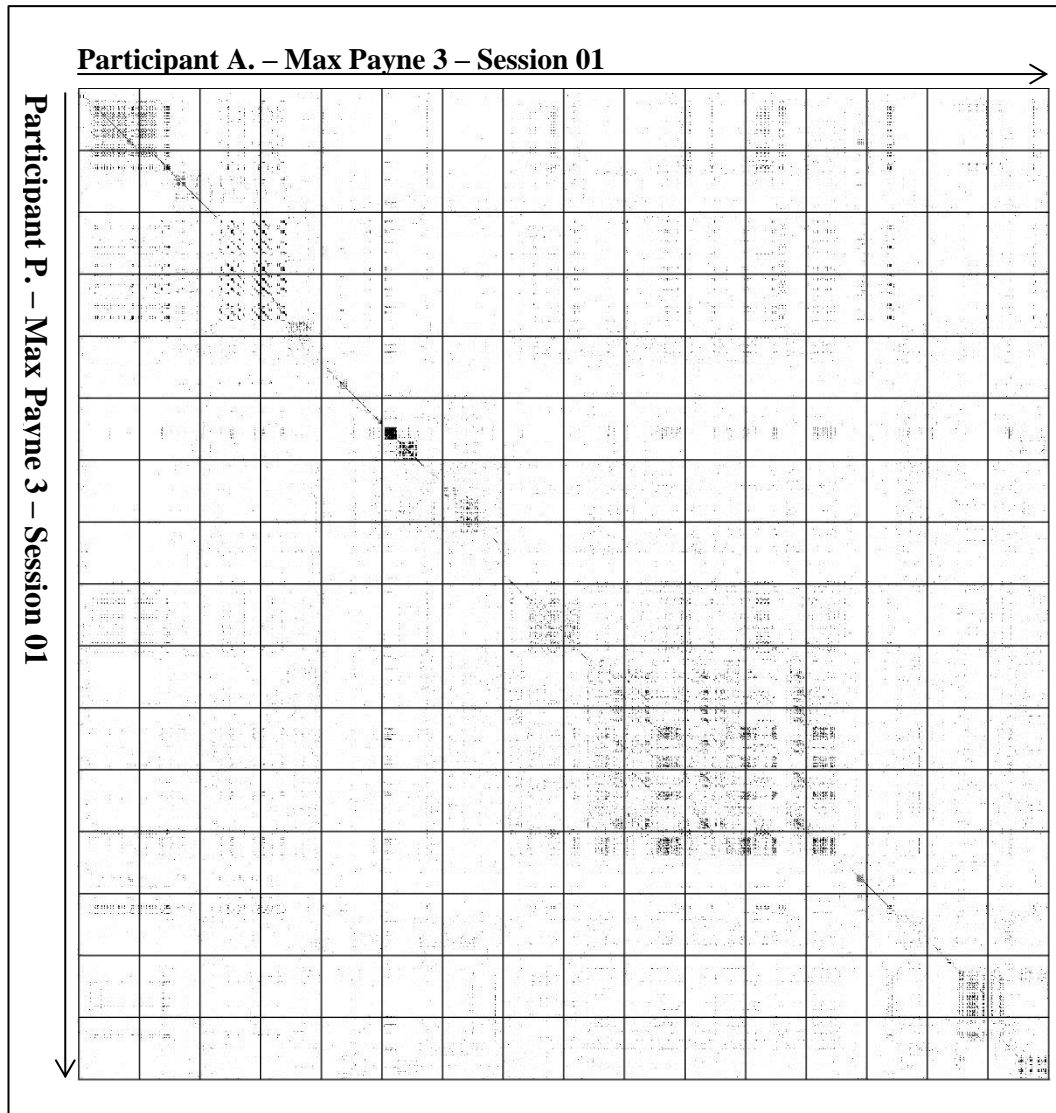 Participant A. – Max Payne 3 – Session 01
Participant P. – Max Payne 3 – Session 01